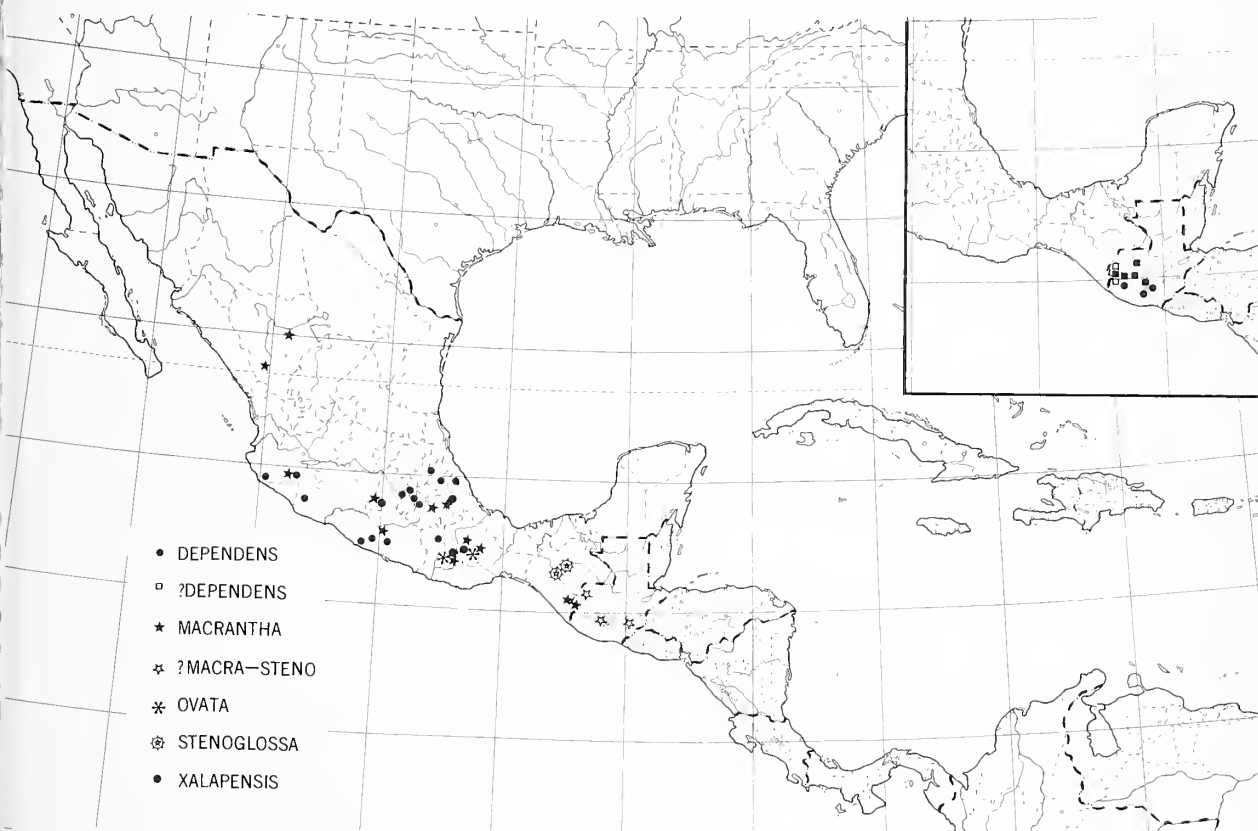 DEPENDENS
?DEPENDENS
MACRANTHA
?MACRA—STENO
OVATA
STENOGLOSSA
XALAPENSIS